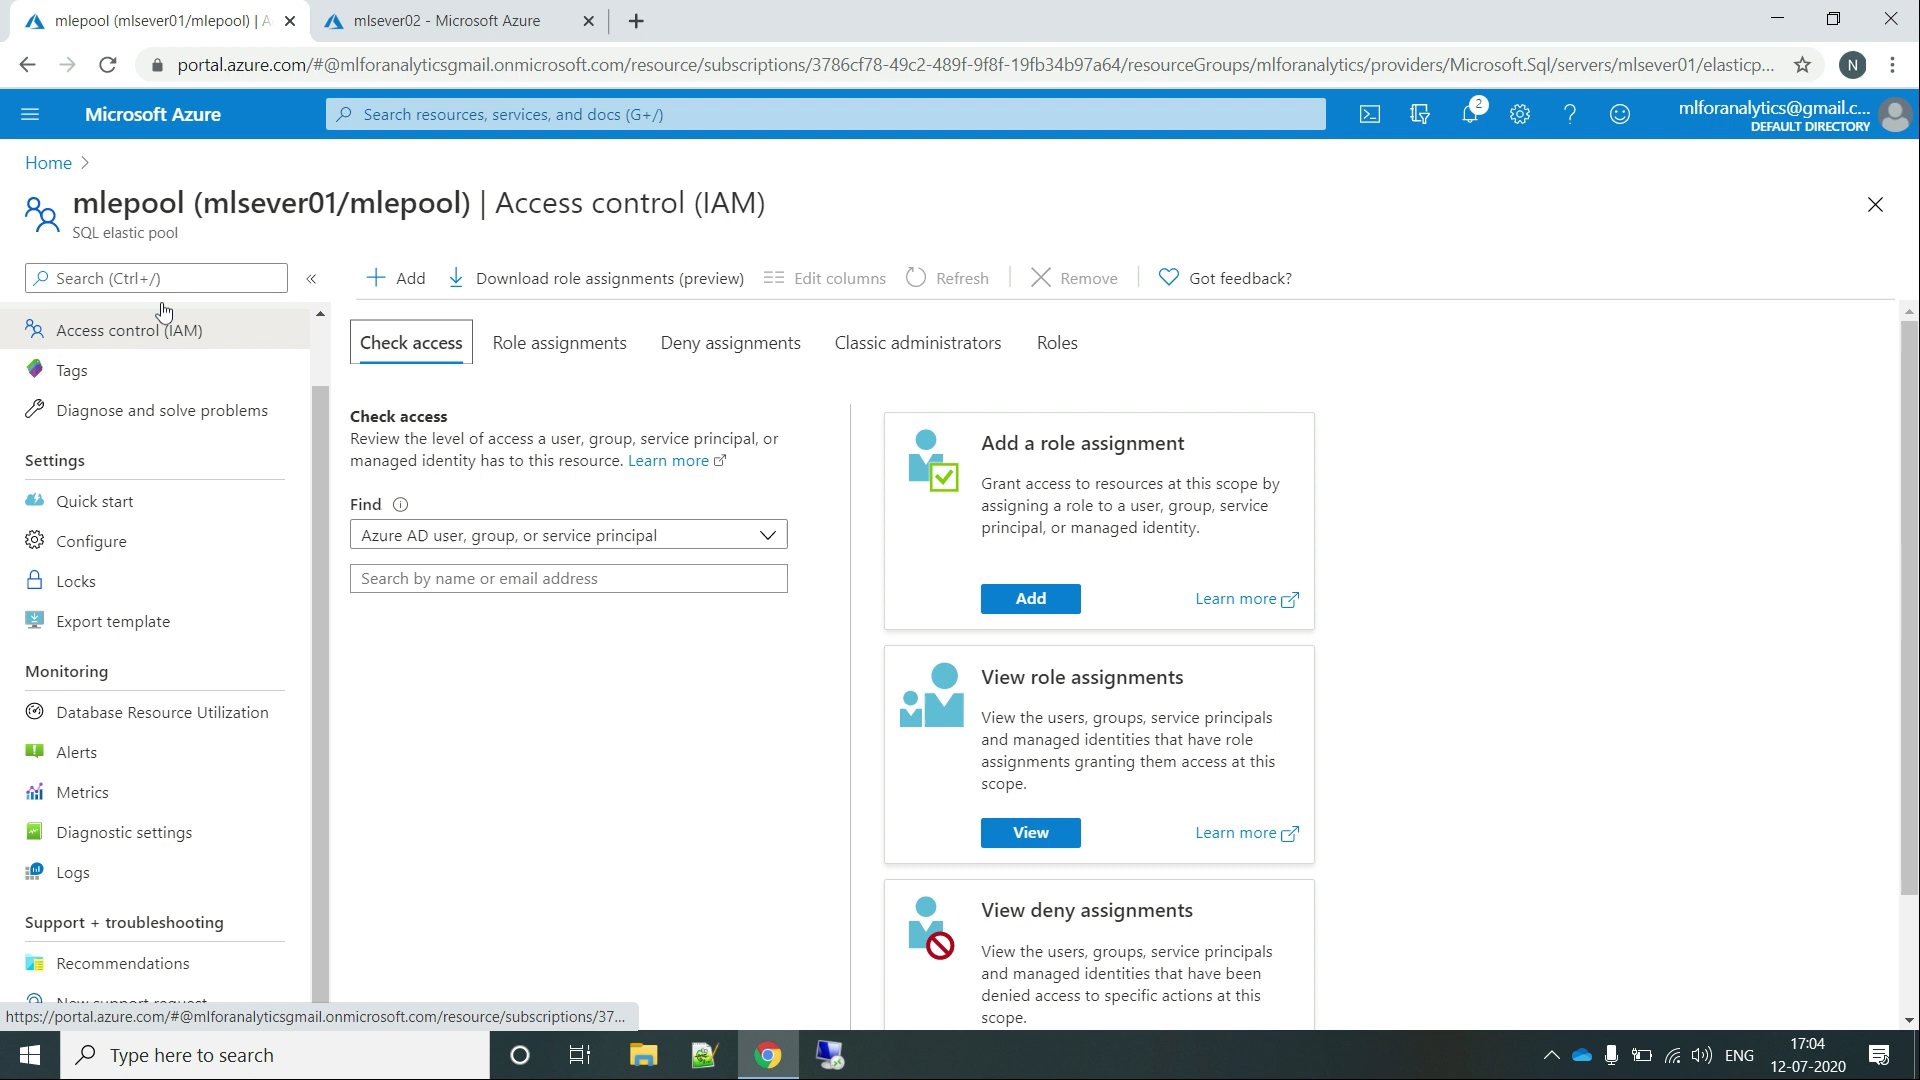 mlepool (mlsever01/mlepool) | A
mlsever02 - Microsoft Azure
portal.azure.com/#@mlforanalyticsgmail.onmicrosoft.com/resource/subscriptions/3786cf78-49c2-489f-9f8f-19fb34b97a64/resourceGroups/mlforanalytics/providers/Microsoft.Sql/servers/mlsever01/elasticp...
N
Microsoft Azure
Search resources, services, and docs (G+/)
2
mlforanalytics@gmail.c...
DEFAULT DIRECTORY
Home
mlepool (mlsever01/mlepool) | Access control (IAM)
SQL elastic pool
Search (Ctrl+/)
Add
Download role assignments (preview)
Edit columns
Refresh
Remove
Got feedback?
Access control (IAM)
Tags
Diagnose and solve problems
Settings
Quick start
Configure
Locks
Export template
Monitoring
Database Resource Utilization
Alerts
Metrics
Diagnostic settings
Logs
Support + troubleshooting
Recommendations
New support request
Check access
Role assignments
Deny assignments
Classic administrators
Roles
Check access
Review the level of access a user, group, service principal, or
managed identity has to this resource. Learn more
Find
Azure AD user, group, or service principal
Search by name or email address
Add a role assignment
Grant access to resources at this scope by
assigning a role to a user, group, service
principal, or managed identity.
Add
Learn more
View role assignments
View the users, groups, service principals
and managed identities that have role
assignments granting them access at this
scope.
View
Learn more
View deny assignments
View the users, groups, service principals
and managed identities that have been
denied access to specific actions at this
scope.
https://portal.azure.com/#@mlforanalyticsgmail.onmicrosoft.com/resource/subscriptions/37...
Type here to search
ENG
17:04
12-07-2020